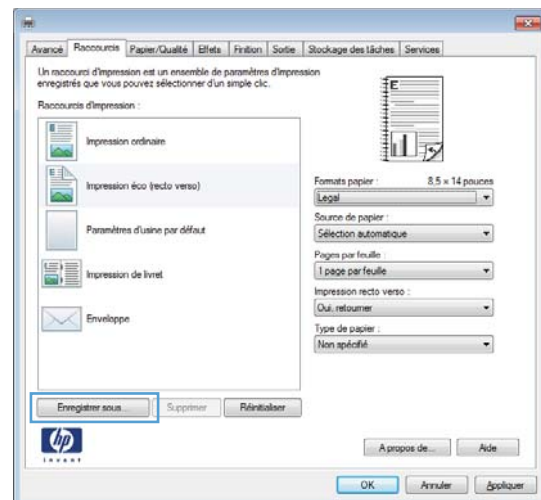 Avancé Raccourcis Papier/Qualité Effets Finition Sortie Stockage des tâches Services
Un raccourci d'impression est un ensemble de paramètres d'impression
enregistrés que vous pouvez sélectionner d'un simple clic.
Raccourcis d'impression :
Impression ordinaire
Impression éco (recto verso)
Paramètres d'usine par défaut
Impression de livret
Enveloppe
E
Formats papier : 8,5 × 14 pouces
Legal
Source de papier :
Sélection automatique
Pages par feuille :
1 page par feuille
Impression recto verso :
Oui, retourner
Type de papier :
Non spécifié
Enregistrer sous... Supprimer Réinitialiser
hp
invent
A propos de... Aide
OK Annuler Appliquer